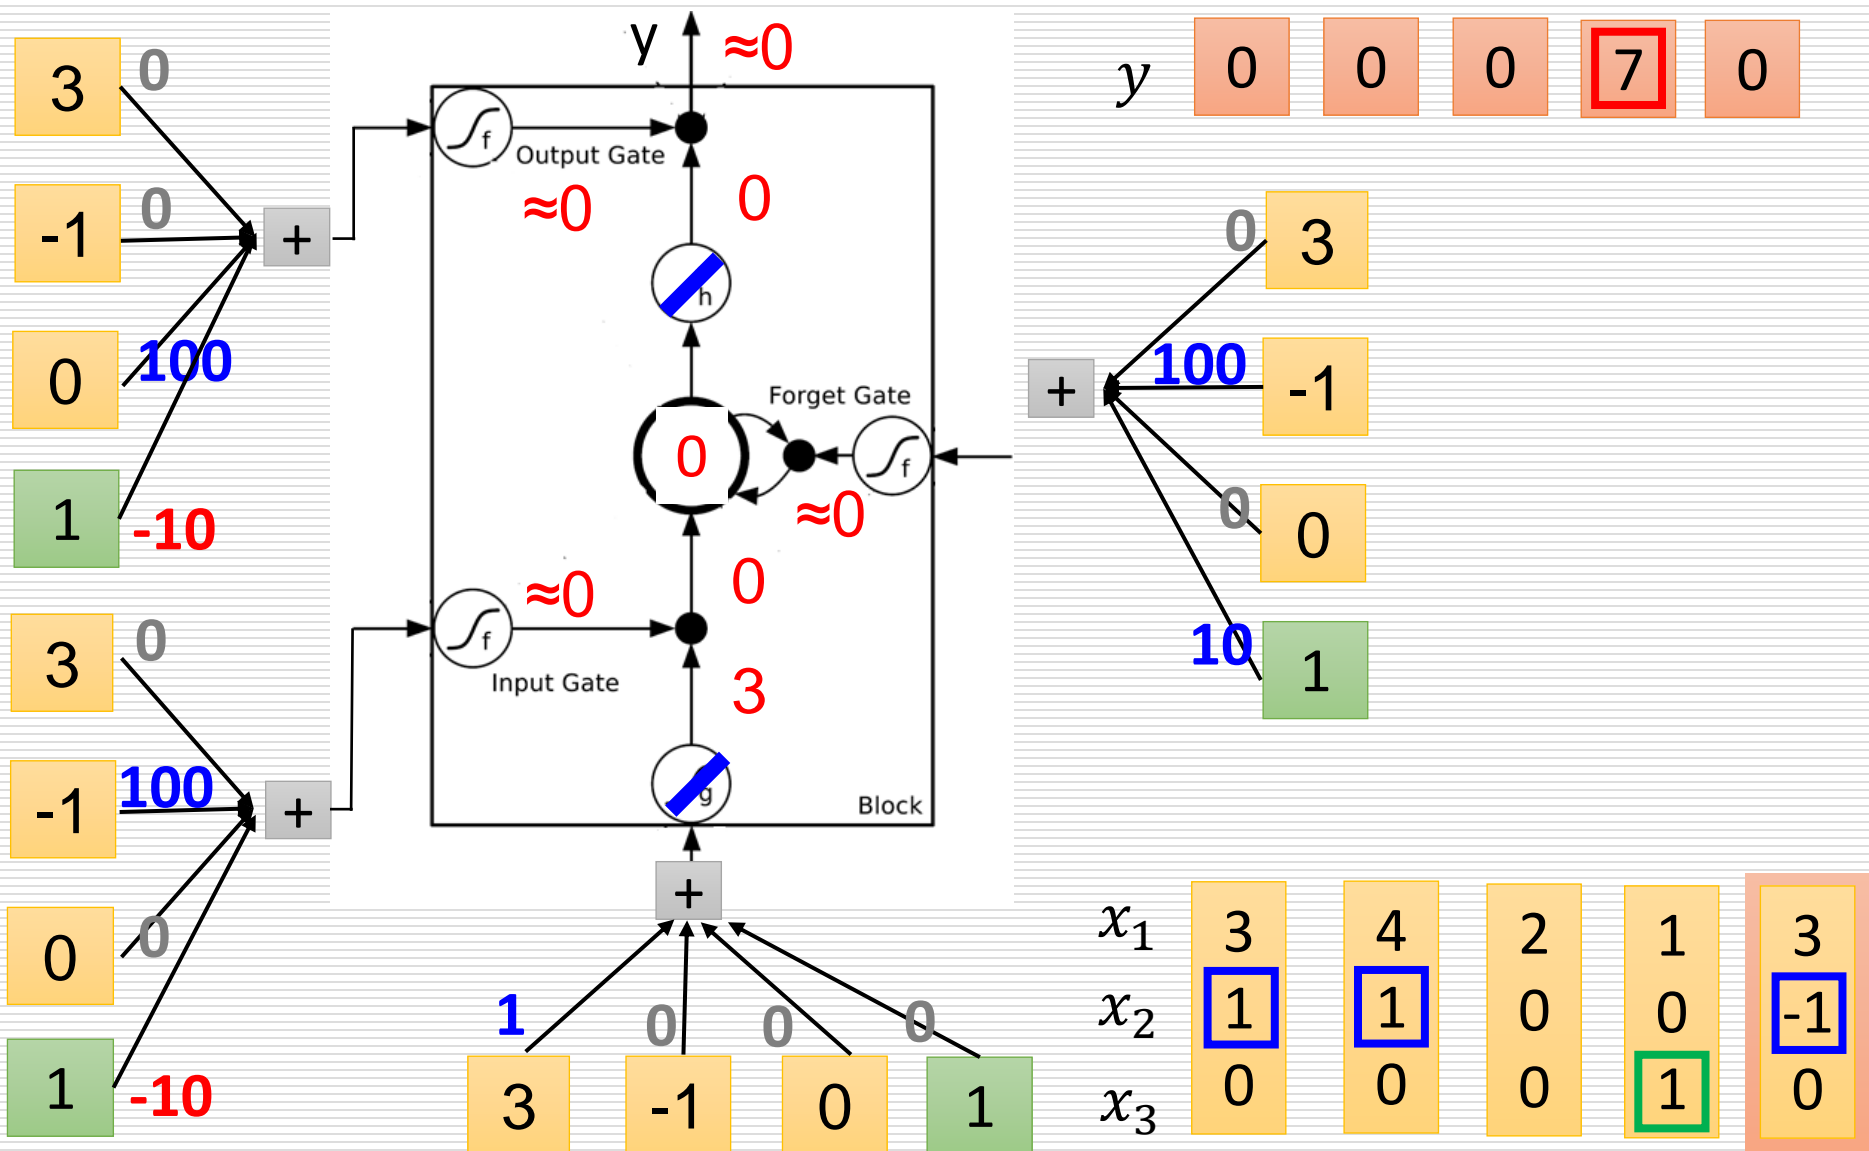 y ≈0
y 0 0 0 7 0
3 0
-1 0
0 100
1 -10
+
f
Output Gate
≈0
0
h
0
Forget Gate
f
≈0
+
0 3
100 -1
0 0
10 1
3 0
-1 100
0 0
1 -10
+
f
Input Gate
≈0
0
3
g
Block
+
1 0 0 0
3 -1 0 1
x₁ 3 4 2 1 3
x₂ 1 1 0 0 -1
x₃ 0 0 0 1 0